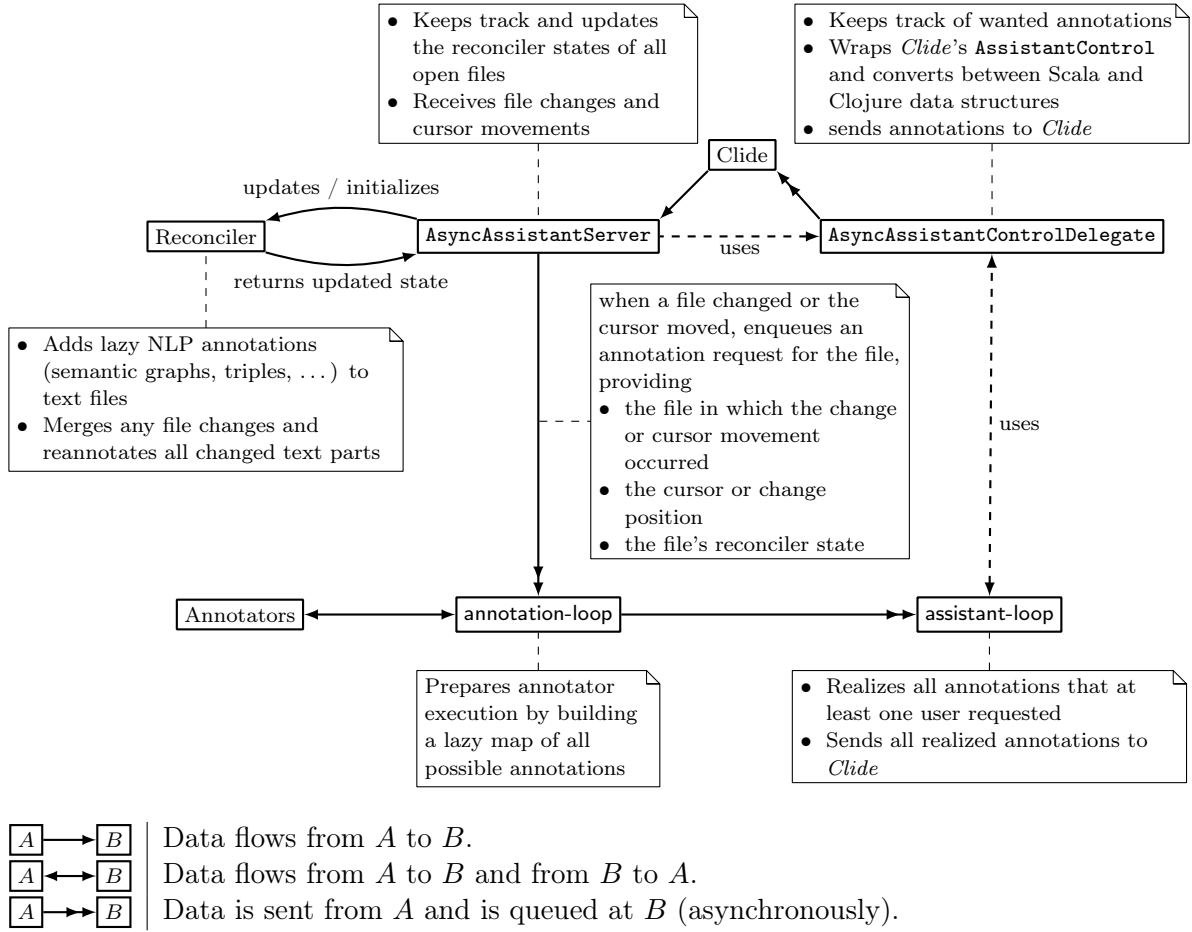 ● Keeps track and updates
the reconciler states of all
open files
● Receives file changes and
cursor movements
● Keeps track of wanted annotations
● Wraps Clide's AssistantControl
and converts between Scala and
Clojure data structures
● sends annotations to Clide
Clide
updates / initializes
Reconciler
AsyncAssistantServer
uses
AsyncAssistantControlDelegate
returns updated state
● Adds lazy NLP annotations
(semantic graphs, triples, ...) to
text files
● Merges any file changes and
reannotates all changed text parts
when a file changed or the
cursor moved, enqueues an
annotation request for the file,
providing
● the file in which the change
or cursor movement
occurred
● the cursor or change
position
● the file's reconciler state
uses
Annotators
annotation-loop
assistant-loop
Prepares annotator
execution by building
a lazy map of all
possible annotations
● Realizes all annotations that at
least one user requested
● Sends all realized annotations to
Clide
A B Data flows from A to B.
A B Data flows from A to B and from B to A.
A B Data is sent from A and is queued at B (asynchronously).